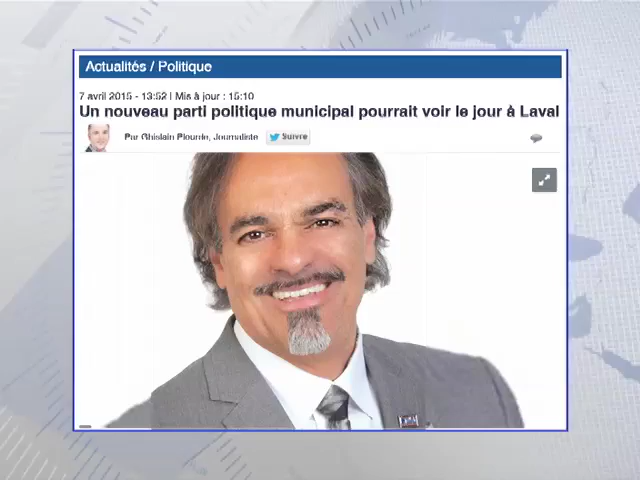 Actualités / Politique
7 avril 2015 - 13:52 | Mis à jour : 15:10
Un nouveau parti politique municipal pourrait voir le jour à Laval
Par Ghislain Plourde, Journaliste Suivre